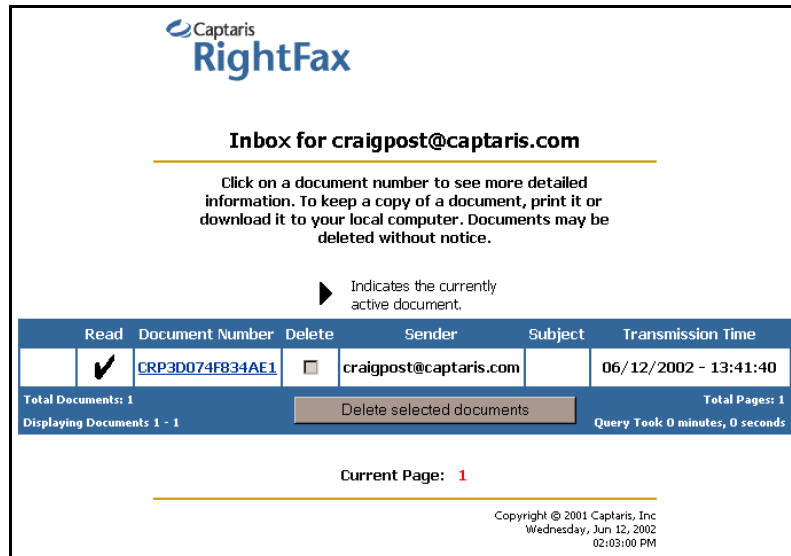 Captaris
RightFax
Inbox for craigpost@captaris.com
Click on a document number to see more detailed
information. To keep a copy of a document, print it or
download it to your local computer. Documents may be
deleted without notice.
Indicates the currently
active document.
Read Document Number Delete Sender Subject Transmission Time
CRP3D074F834AE1 craigpost@captaris.com 06/12/2002 - 13:41:40
Total Documents: 1 Delete selected documents Total Pages: 1
Displaying Documents 1 - 1 Query Took 0 minutes, 0 seconds
Current Page: 1
Copyright © 2001 Captaris, Inc
Wednesday, Jun 12, 2002
02:03:00 PM